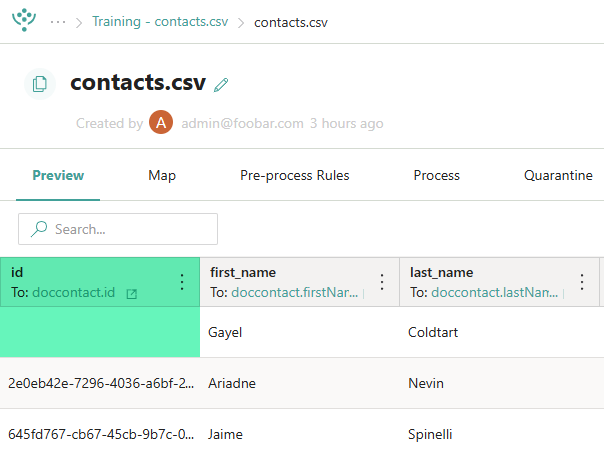 ··· > Training - contacts.csv > contacts.csv
contacts.csv
Created by A admin@foobar.com 3 hours ago
Preview Map Pre-process Rules Process Quarantine
Search...
id first_name last_name
To: doccontact.id To: doccontact.firstNar... To: doccontact.lastNan...
Gayel Coldtart
2e0eb42e-7296-4036-a6bf-2... Ariadne Nevin
645fd767-cb67-45cb-9b7c-0... Jaime Spinelli